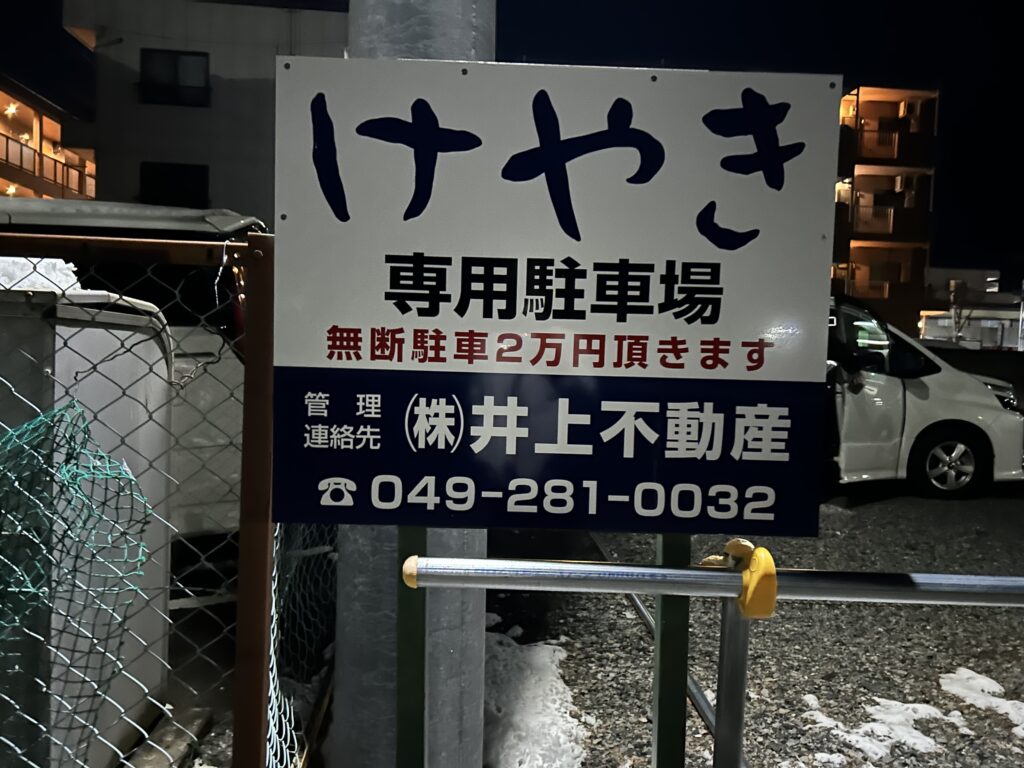 けやき
専用駐車場
無断駐車2万円頂きます
管理
連絡先
㈱井上不動産
☎049-281-0032